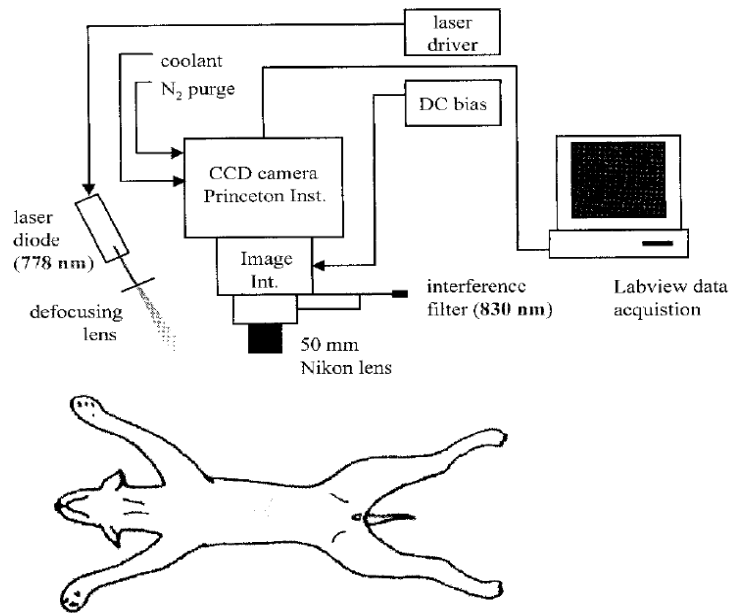 laser
driver
coolant
N₂ purge
DC bias
CCD camera
Princeton Inst.
laser
diode
(778 nm)
Image
Int.
defocusing
lens
interference
filter (830 nm)
Labview data
acquistion
50 mm
Nikon lens